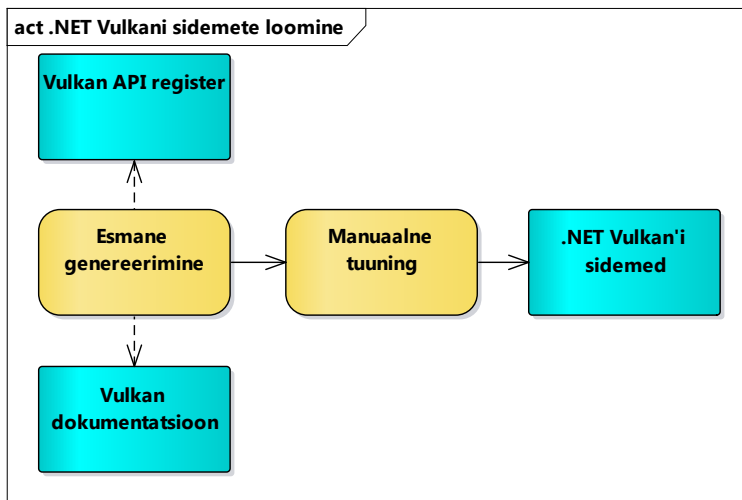 act .NET Vulkani sidemete loomine
Vulkan API register
Esmane
genereerimine
Manuaalne
tuuning
.NET Vulkan'i
sidemed
Vulkan
dokumentatsioon